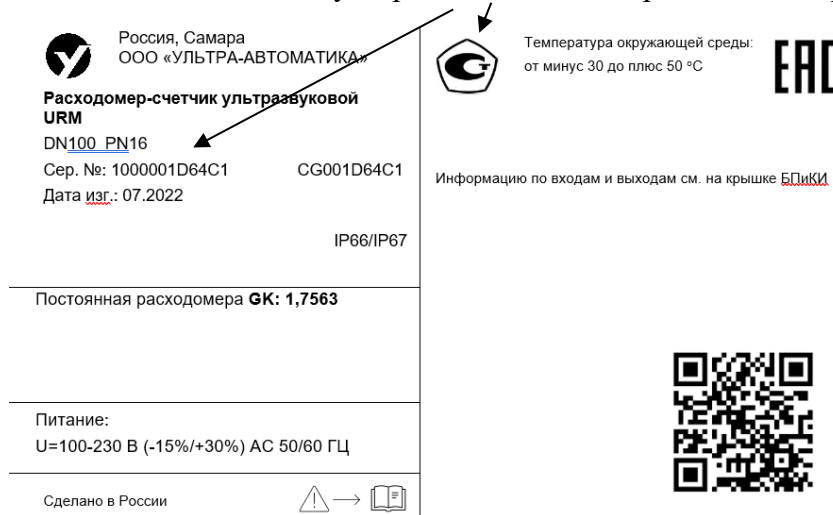 Россия, Самара
ООО «УЛЬТРА-АВТОМАТИКА»
Расходомер-счетчик ультразвуковой
URM
DN100 PN16
Сер. №: 1000001D64C1 CG001D64C1
Дата изг.: 07.2022
IP66/IP67
Постоянная расходомера GK: 1,7563
Питание:
U=100-230 В (-15%/+30%) AC 50/60 ГЦ
Сделано в России
Температура окружающей среды:
от минус 30 до плюс 50 °С
EAC
Информацию по входам и выходам см. на крышке БПиКИ